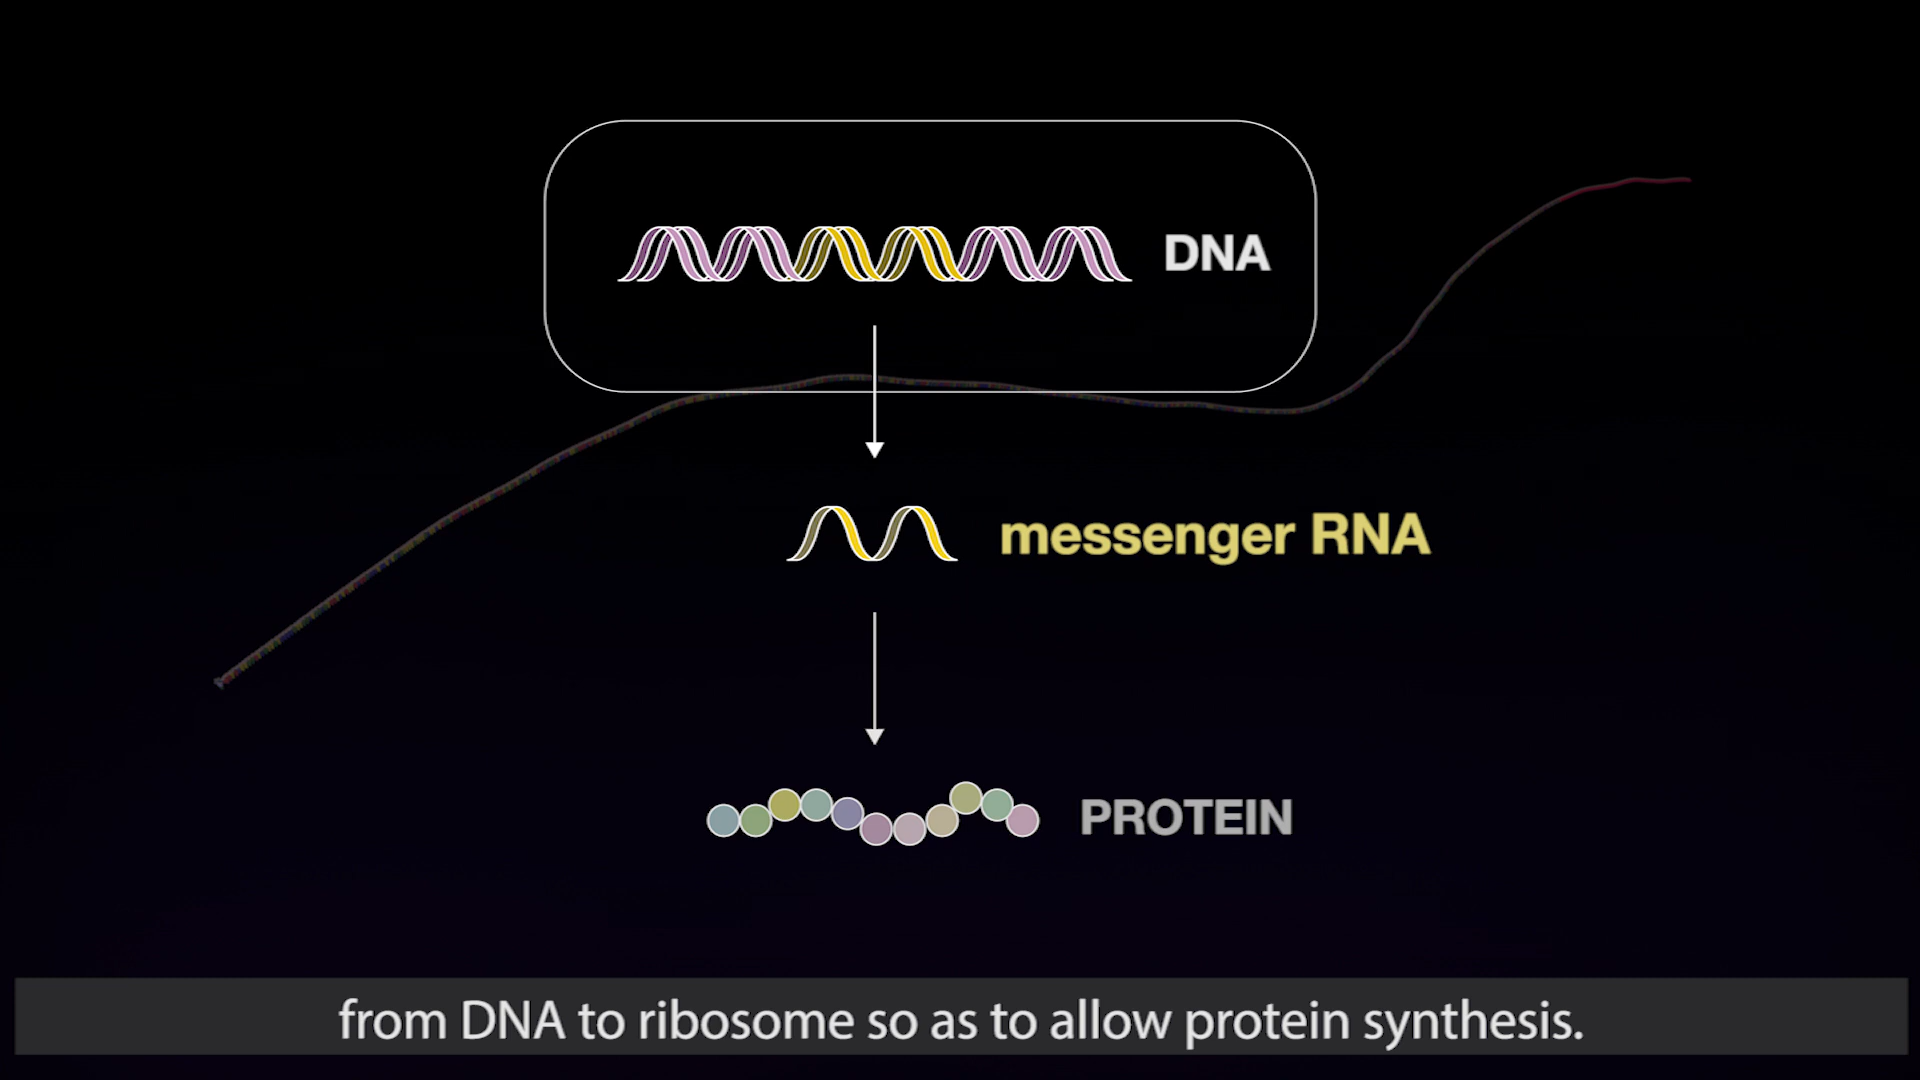 DNA
messenger RNA
PROTEIN
from DNA to ribosome so as to allow protein synthesis.